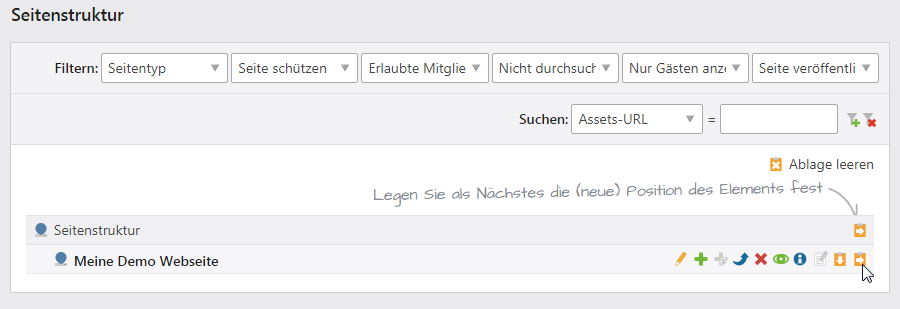 Seitenstruktur
Filtern: Seitentyp Seite schützen Erlaubte Mitglie Nicht durchsuch Nur Gästen anze Seite veröffentli
Suchen: Assets-URL =
Ablage leeren
Legen Sie als Nächstes die (neue) Position des Elements fest
Seitenstruktur
Meine Demo Webseite